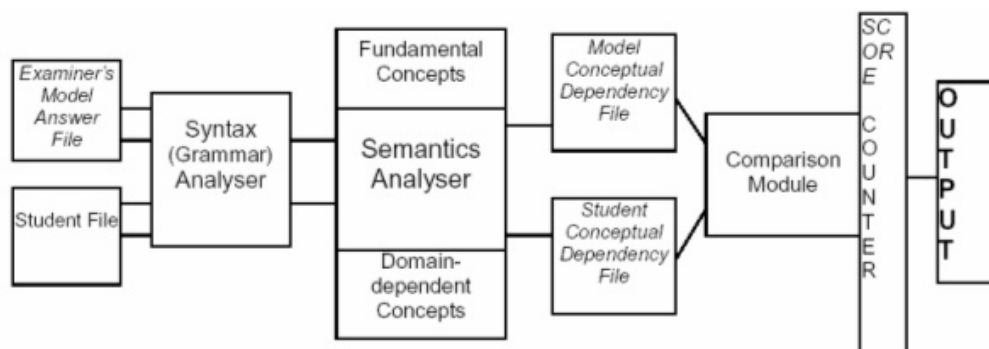 Examiner's
Model
Answer
File
Student File
Syntax
(Grammar)
Analyser
Fundamental
Concepts
Semantics
Analyser
Domain-
dependent
Concepts
Model
Conceptual
Dependency
File
Student
Conceptual
Dependency
File
Comparison
Module
SC
OR
E
C
O
U
N
T
E
R
O
U
T
P
U
T